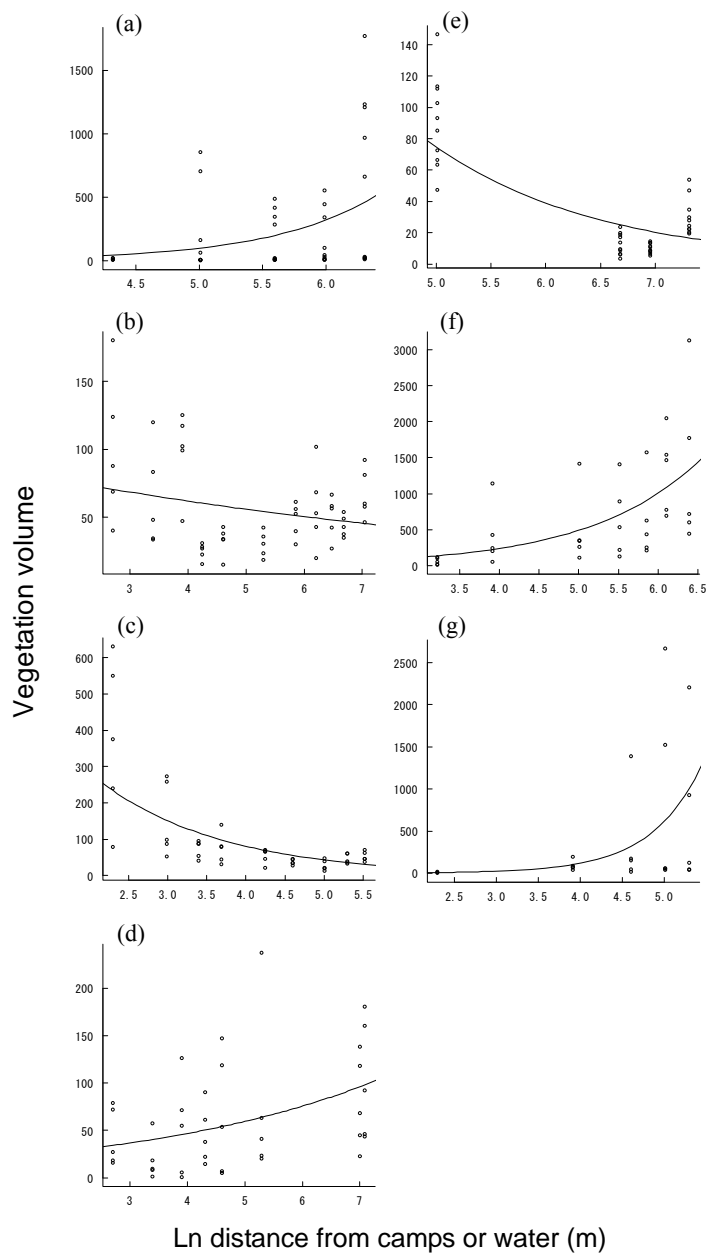 (a)
1500
1000
500
0
4.5 5.0 5.5 6.0
(e)
140
120
100
80
60
40
20
0
5.0 5.5 6.0 6.5 7.0
(b)
150
100
50
3 4 5 6 7
(f)
3000
2500
2000
1500
1000
500
0
3.5 4.0 4.5 5.0 5.5 6.0 6.5
Vegetation volume
(c)
600
500
400
300
200
100
0
2.5 3.0 3.5 4.0 4.5 5.0 5.5
(g)
2500
2000
1500
1000
500
0
2.5 3.0 3.5 4.0 4.5 5.0
(d)
200
150
100
50
0
3 4 5 6 7
Ln distance from camps or water (m)